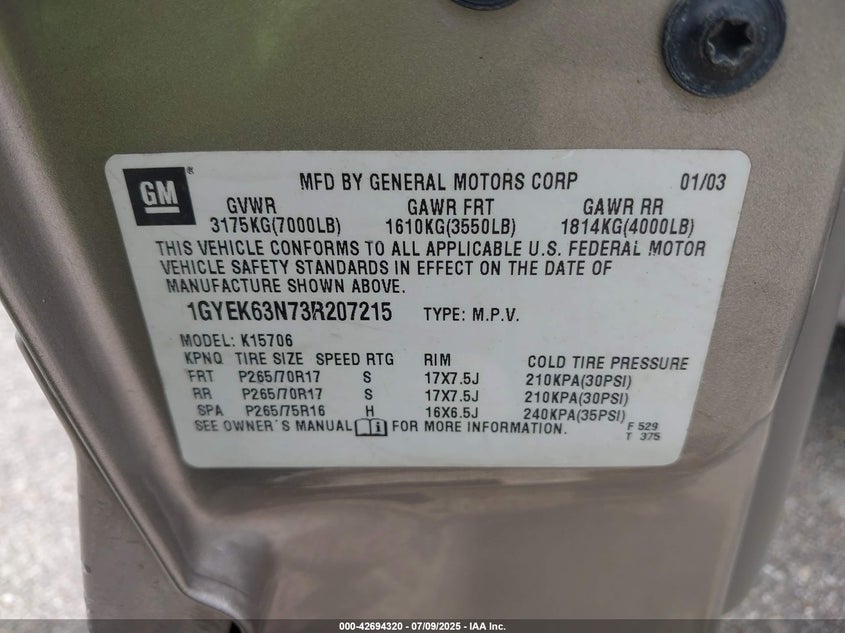 GM ®
MFD BY GENERAL MOTORS CORP 01/03
GVWR GAWR FRT GAWR RR
3175KG(7000LB) 1610KG(3550LB) 1814KG(4000LB)
THIS VEHICLE CONFORMS TO ALL APPLICABLE U.S. FEDERAL MOTOR
VEHICLE SAFETY STANDARDS IN EFFECT ON THE DATE OF
MANUFACTURE SHOWN ABOVE.
1GYEK63N73R207215 TYPE: M.P.V.
MODEL: K15706
KPNQ TIRE SIZE SPEED RTG RIM COLD TIRE PRESSURE
FRT P265/70R17 S 17X7.5J 210KPA(30PSI)
RR P265/70R17 S 17X7.5J 210KPA(30PSI)
SPA P265/75R16 H 16X6.5J 240KPA(35PSI)
SEE OWNER'S MANUAL i FOR MORE INFORMATION.
F 529
T 375
000-42694320 / 07/09/2025 - IAA Inc.